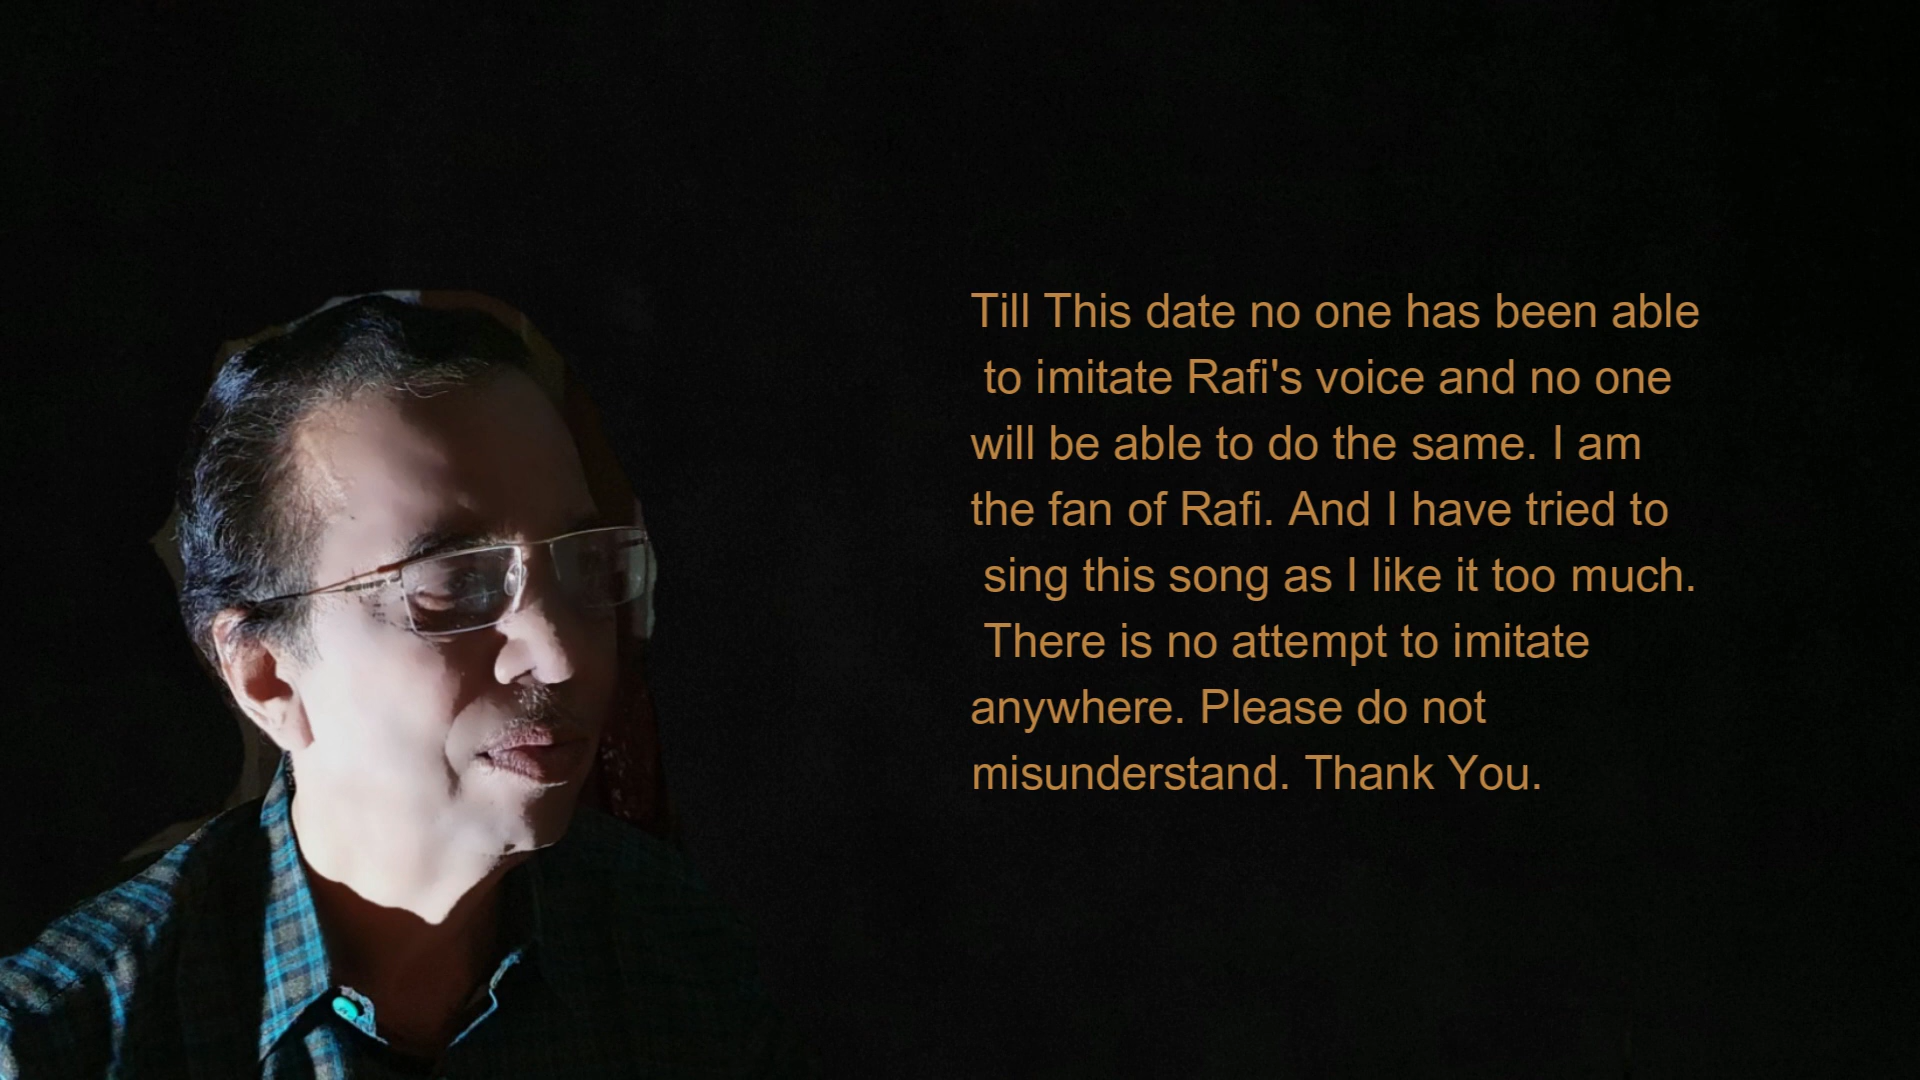 Till This date no one has been able
to imitate Rafi's voice and no one
will be able to do the same. I am
the fan of Rafi. And I have tried to
sing this song as I like it too much.
There is no attempt to imitate
anywhere. Please do not
misunderstand. Thank You.